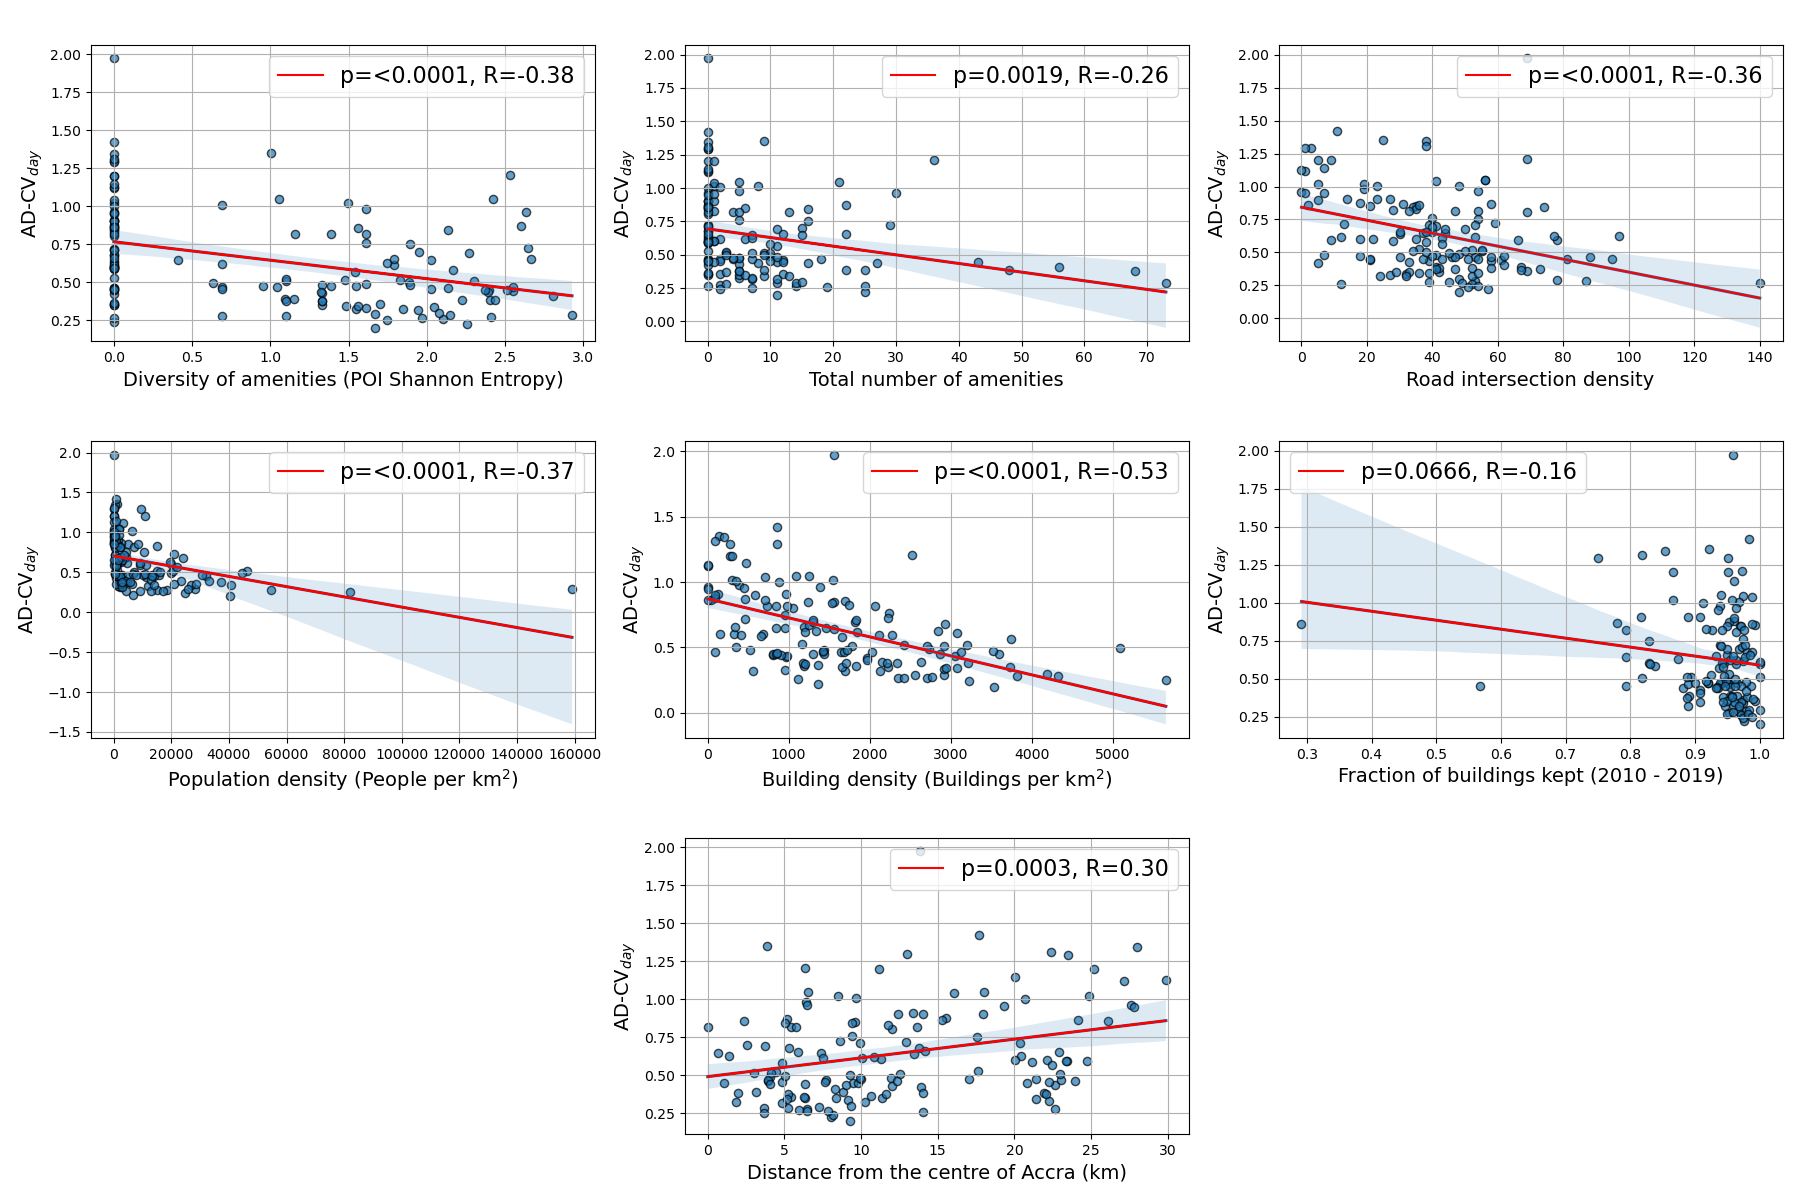 2.00
1.75
1.50
1.25
1.00
0.75
0.50
0.25
AD-CV_day
p=<0.0001, R=-0.38
0.0 0.5 1.0 1.5 2.0 2.5 3.0
Diversity of amenities (POI Shannon Entropy)
2.00
1.75
1.50
1.25
1.00
0.75
0.50
0.25
0.00
AD-CV_day
p=0.0019, R=-0.26
0 10 20 30 40 50 60 70
Total number of amenities
2.00
1.75
1.50
1.25
1.00
0.75
0.50
0.25
0.00
AD-CV_day
p=<0.0001, R=-0.36
0 20 40 60 80 100 120 140
Road intersection density
2.0
1.5
1.0
0.5
0.0
−0.5
−1.0
−1.5
AD-CV_day
p=<0.0001, R=-0.37
0 20000 40000 60000 80000 100000 120000 140000 160000
Population density (People per km²)
2.0
1.5
1.0
0.5
0.0
AD-CV_day
p=<0.0001, R=-0.53
0 1000 2000 3000 4000 5000
Building density (Buildings per km²)
2.00
1.75
1.50
1.25
1.00
0.75
0.50
0.25
AD-CV_day
p=0.0666, R=-0.16
0.3 0.4 0.5 0.6 0.7 0.8 0.9 1.0
Fraction of buildings kept (2010 - 2019)
2.00
1.75
1.50
1.25
1.00
0.75
0.50
0.25
AD-CV_day
p=0.0003, R=0.30
0 5 10 15 20 25 30
Distance from the centre of Accra (km)